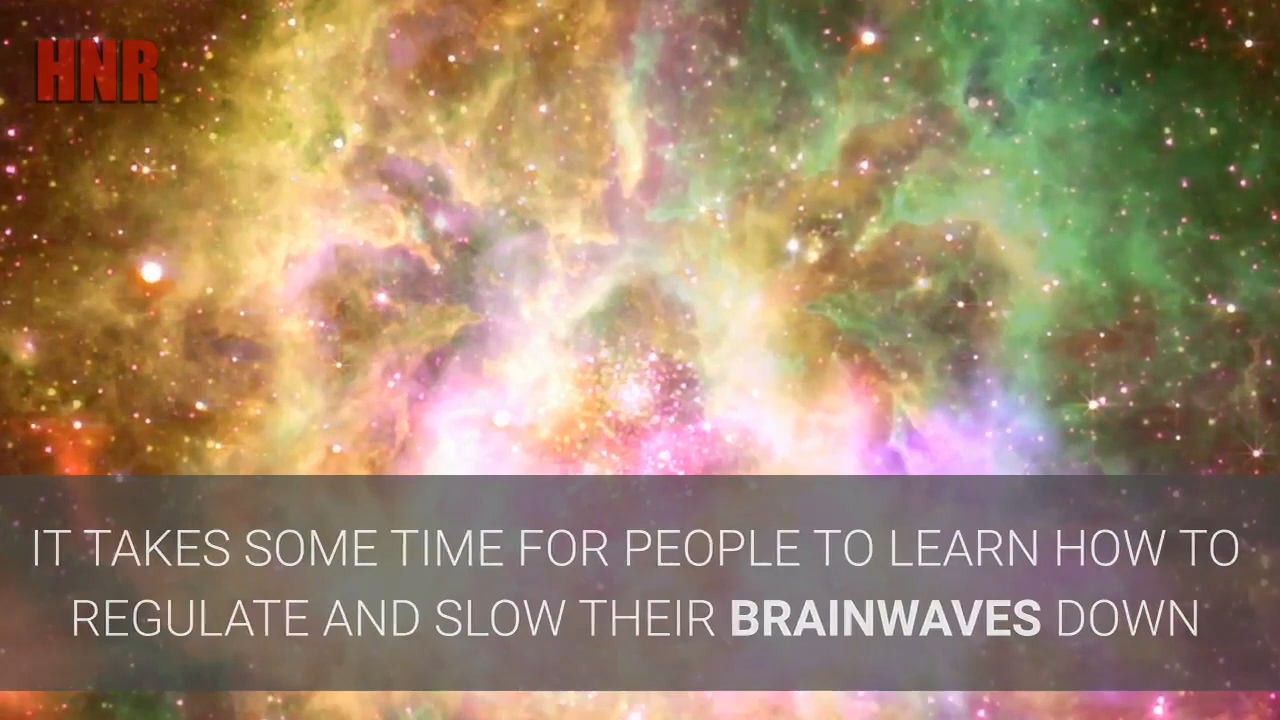 HNR
IT TAKES SOME TIME FOR PEOPLE TO LEARN HOW TO
REGULATE AND SLOW THEIR BRAINWAVES DOWN